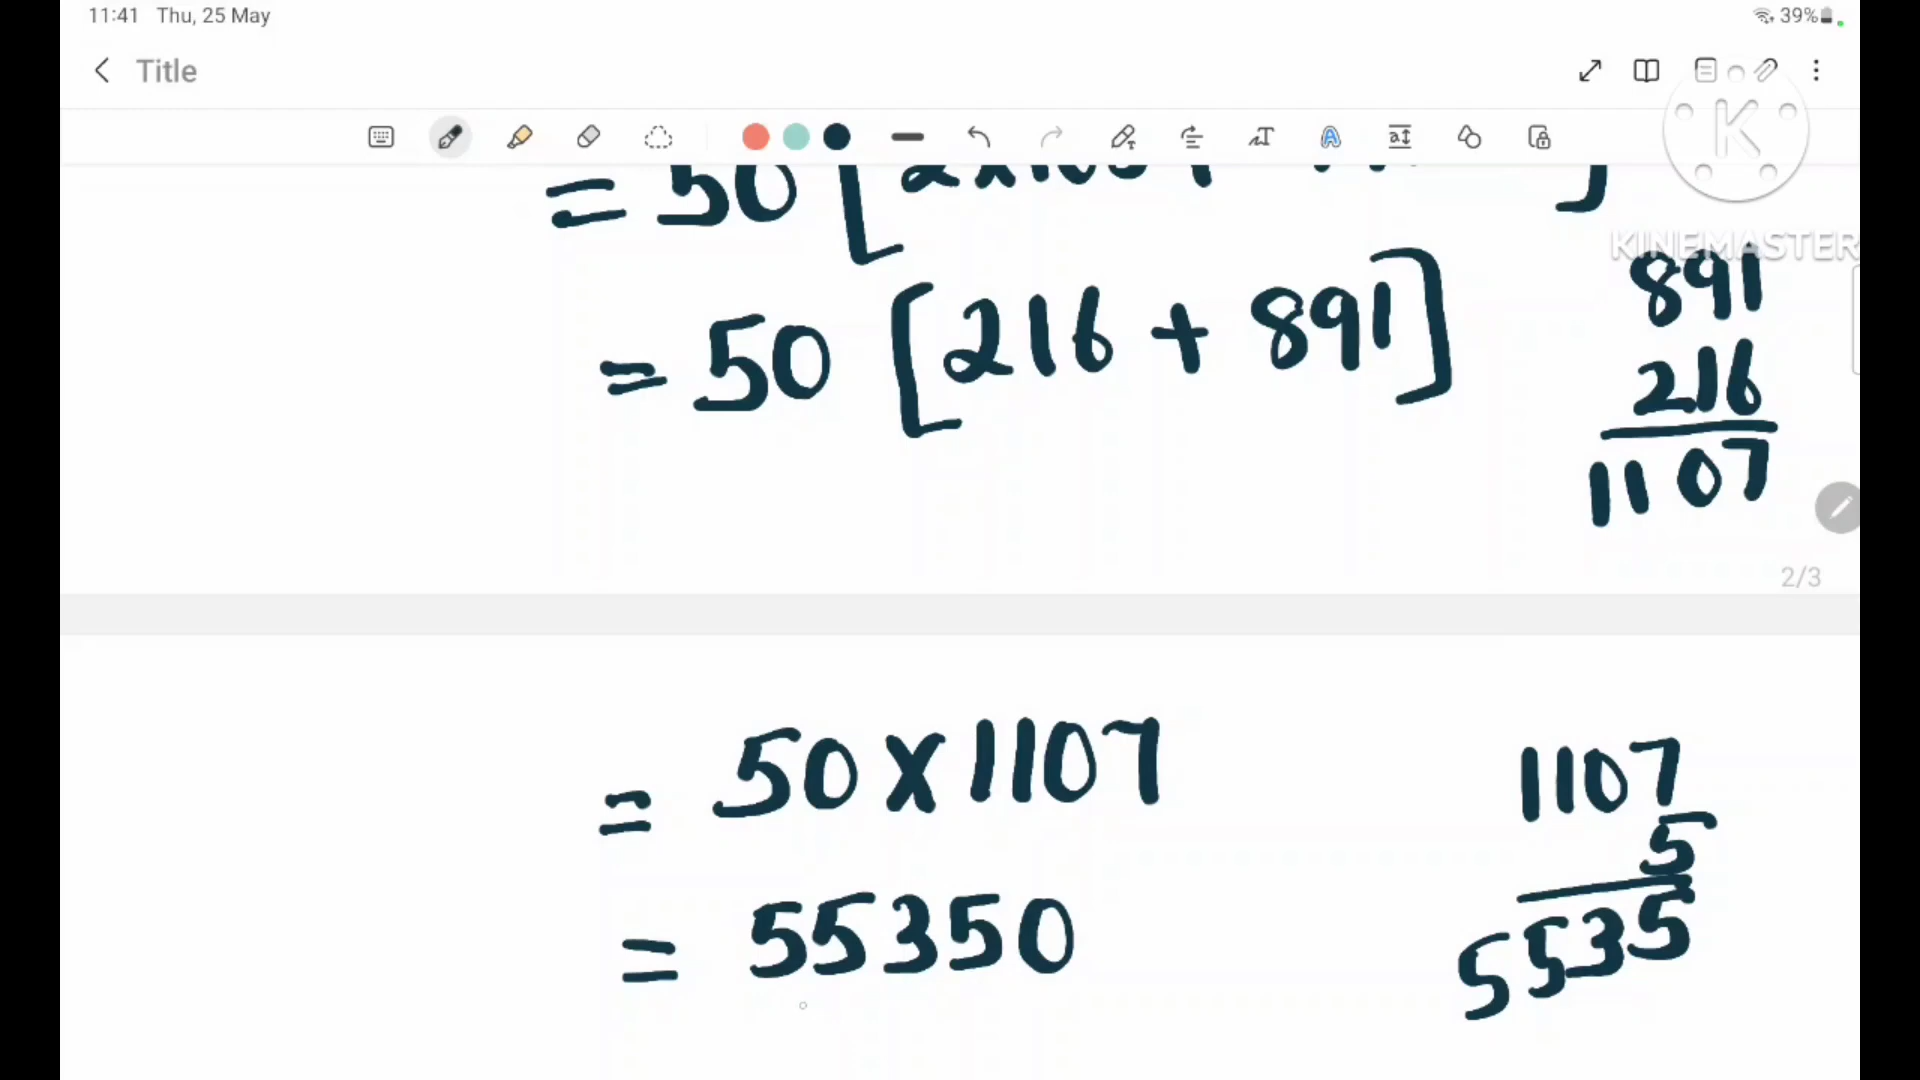 11:41 Thu, 25 May
39%
Title
K
KINEMASTER
= 50 [
= 50 [216 + 891]
891
216
1107
2/3
= 50 X 1107
= 55350
1107
5
5535